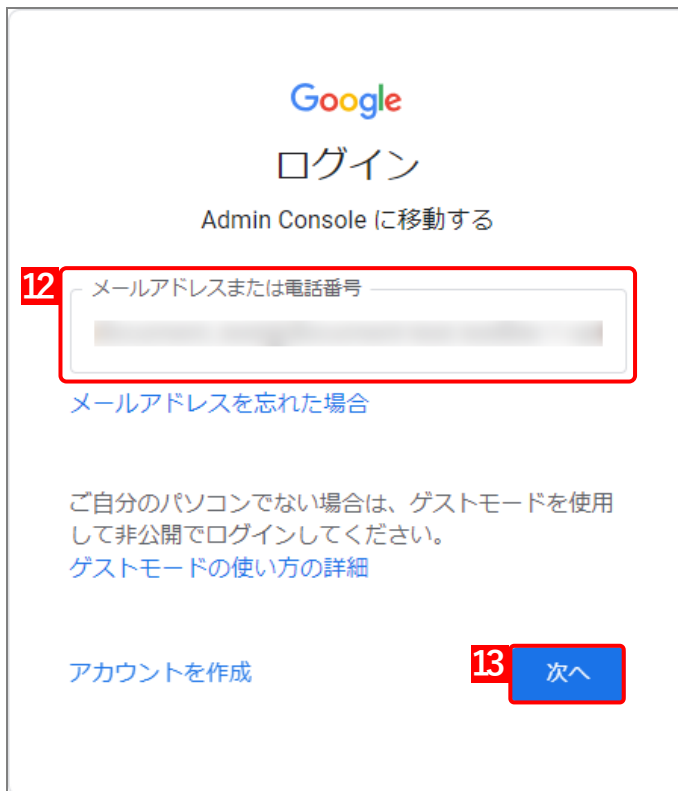 Google
ログイン
Admin Console に移動する
12
メールアドレスまたは電話番号
メールアドレスを忘れた場合
ご自分のパソコンでない場合は、ゲストモードを使用
して非公開でログインしてください。
ゲストモードの使い方の詳細
アカウントを作成
13
次へ